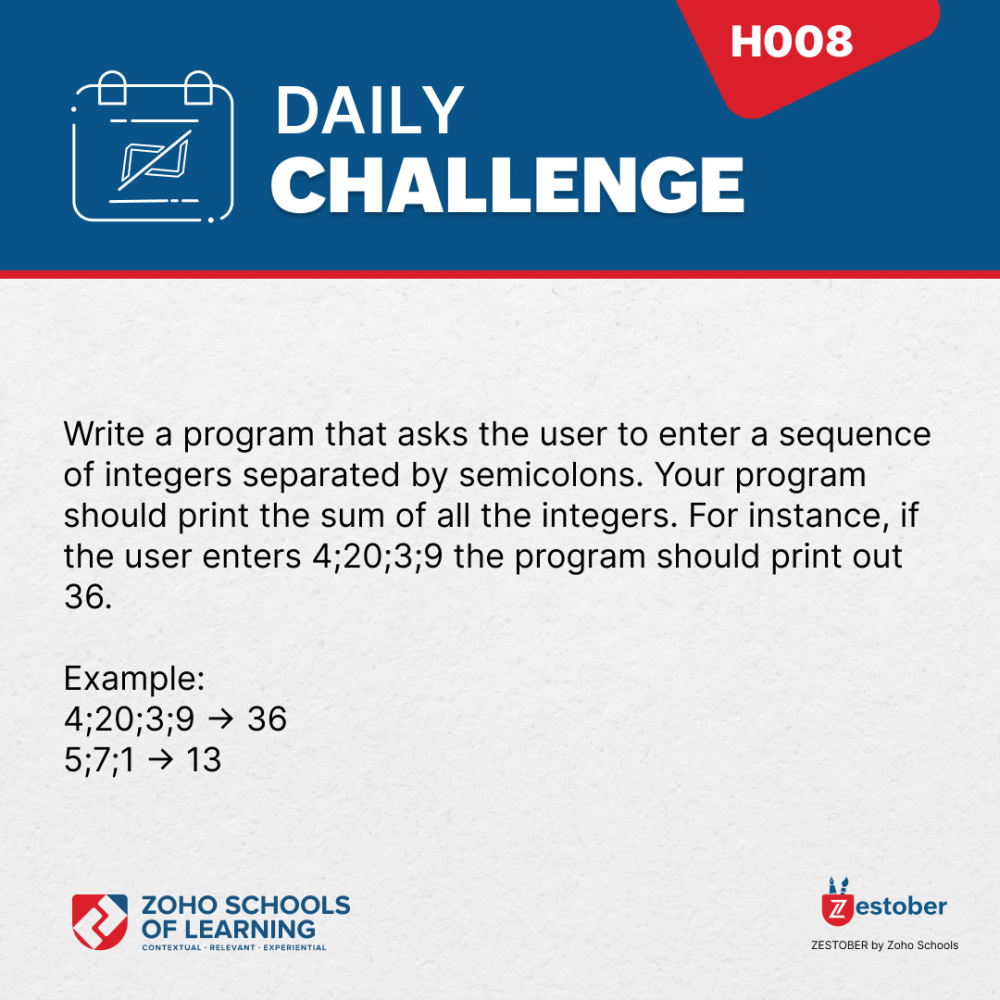 H008
DAILY
CHALLENGE
Write a program that asks the user to enter a sequence
of integers separated by semicolons. Your program
should print the sum of all the integers. For instance, if
the user enters 4;20;3;9 the program should print out
36.
Example:
4;20;3;9 → 36
5;7;1 → 13
ZOHO SCHOOLS
OF LEARNING
CONTEXTUAL · RELEVANT · EXPERIENTIAL
Zestober
ZESTOBER by Zoho Schools